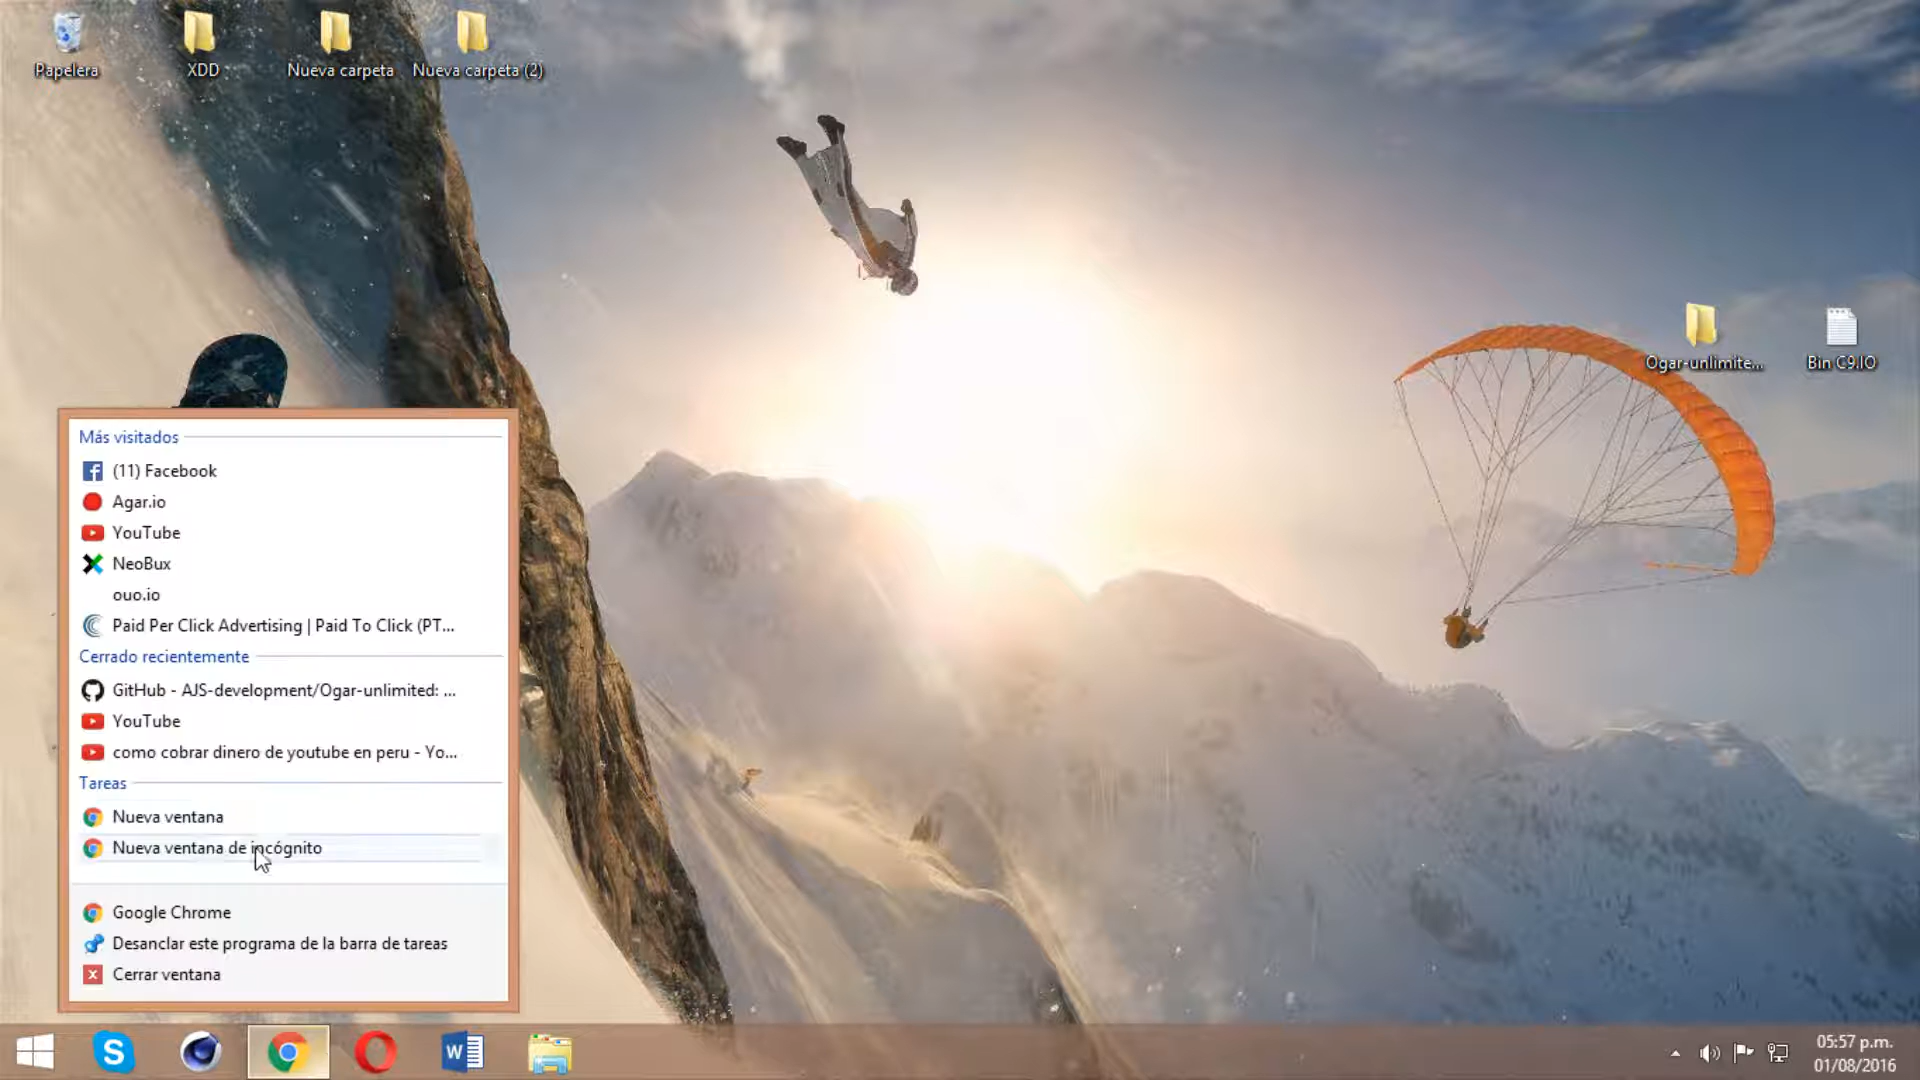 Papelera
XDD
Nueva carpeta
Nueva carpeta (2)
Ogar-unlimite...
Bin C9.IO
Más visitados
(11) Facebook
Agar.io
YouTube
NeoBux
ouo.io
Paid Per Click Advertising | Paid To Click (PT...
Cerrado recientemente
GitHub - AJS-development/Ogar-unlimited: ...
YouTube
como cobrar dinero de youtube en peru - Yo...
Tareas
Nueva ventana
Nueva ventana de incógnito
Google Chrome
Desanclar este programa de la barra de tareas
Cerrar ventana
05:57 p.m.
01/08/2016